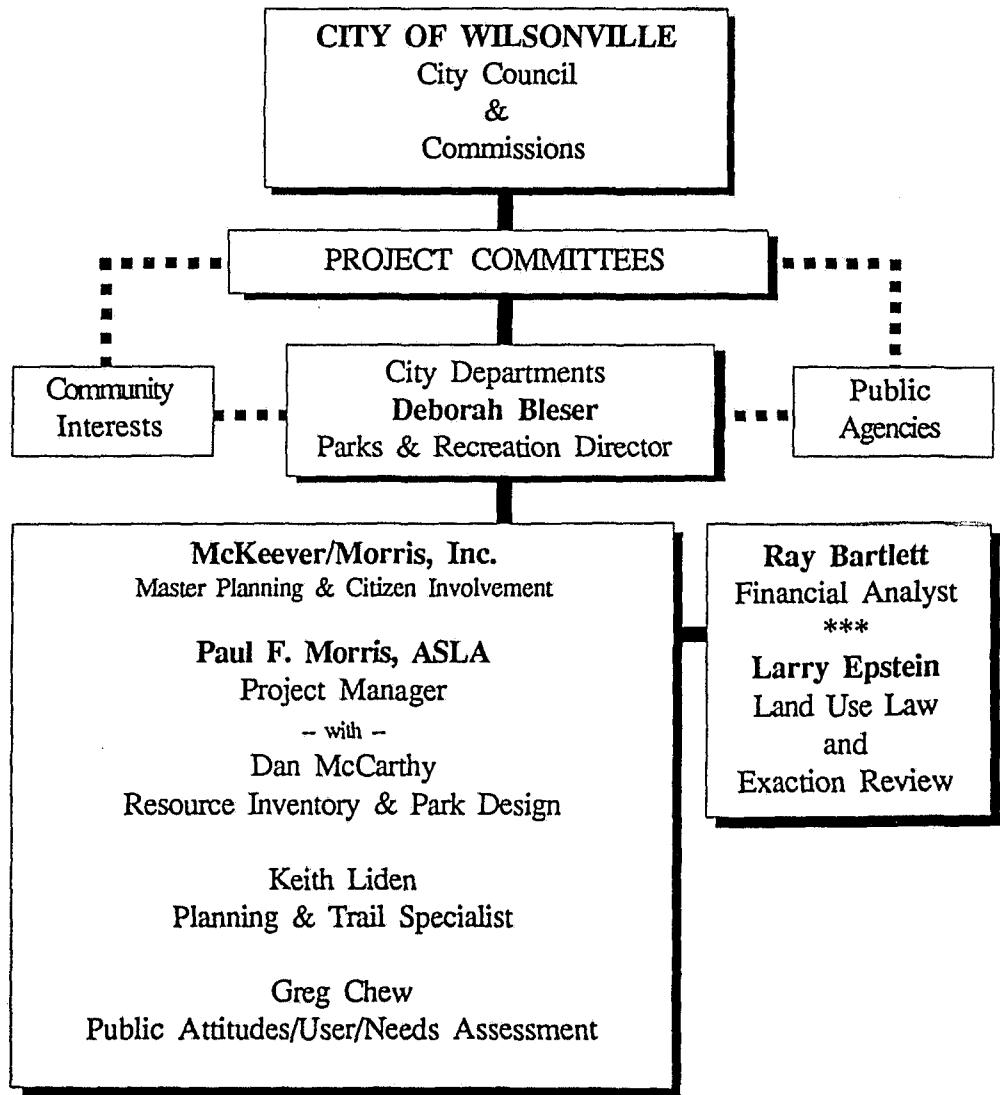 CITY OF WILSONVILLE
City Council
&
Commissions
PROJECT COMMITTEES
Community
Interests
City Departments
Deborah Bleser
Parks & Recreation Director
Public
Agencies
McKeever/Morris, Inc.
Master Planning & Citizen Involvement
Paul F. Morris, ASLA
Project Manager
– with –
Dan McCarthy
Resource Inventory & Park Design
Keith Liden
Planning & Trail Specialist
Greg Chew
Public Attitudes/User/Needs Assessment
Ray Bartlett
Financial Analyst
***
Larry Epstein
Land Use Law
and
Exaction Review